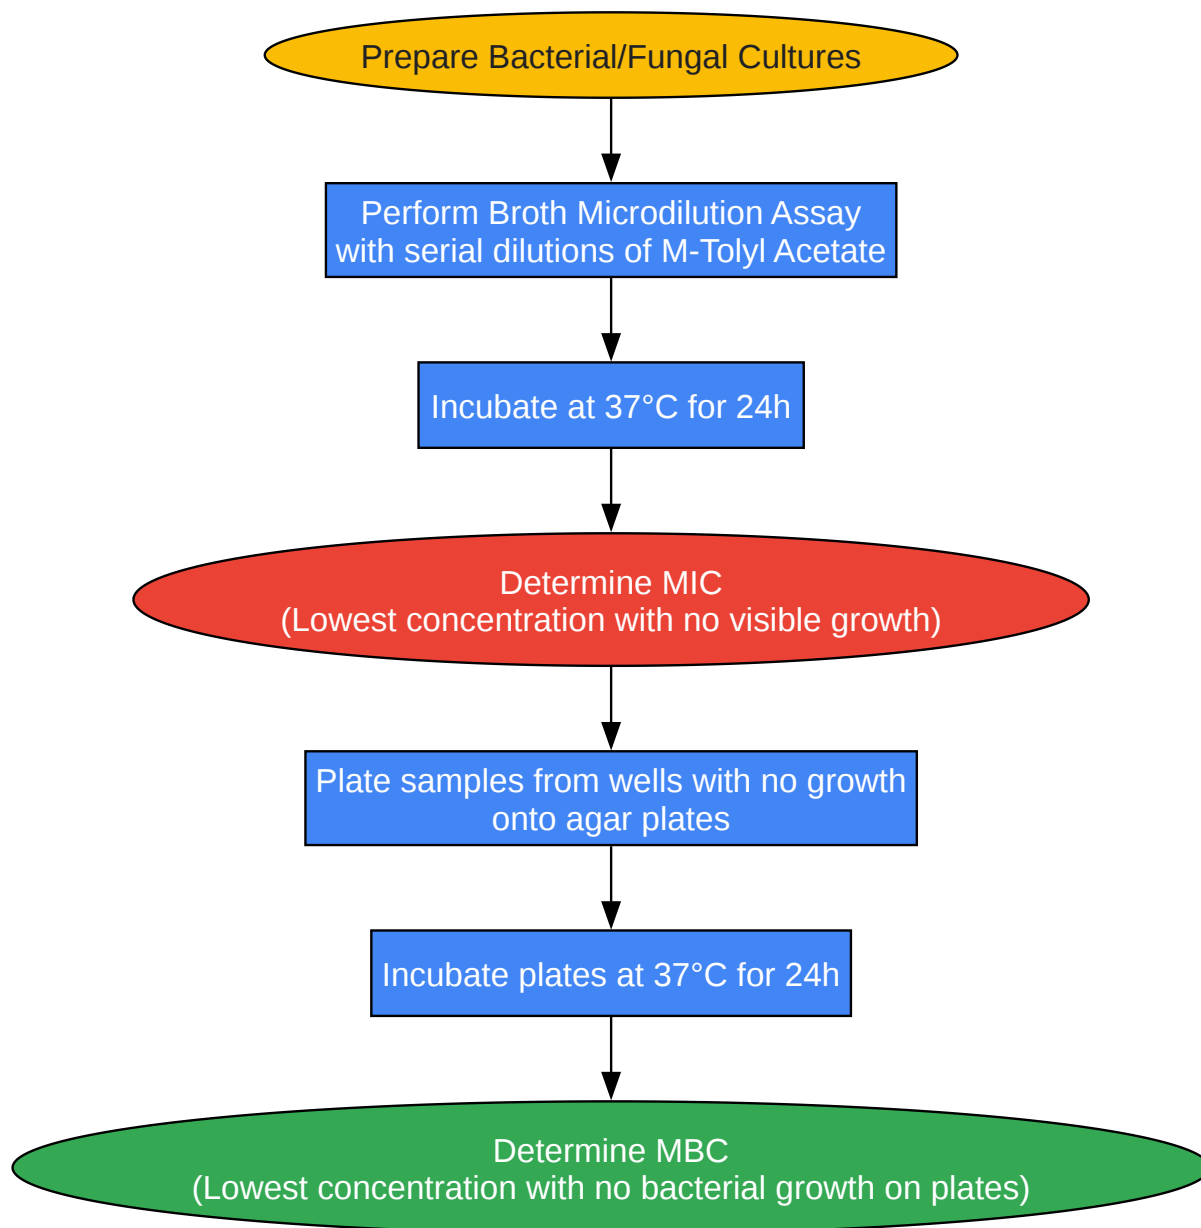 Prepare Bacterial/Fungal Cultures
Perform Broth Microdilution Assay
with serial dilutions of M-Tolyl Acetate
Incubate at 37°C for 24h
Determine MIC
(Lowest concentration with no visible growth)
Plate samples from wells with no growth
onto agar plates
Incubate plates at 37°C for 24h
Determine MBC
(Lowest concentration with no bacterial growth on plates)